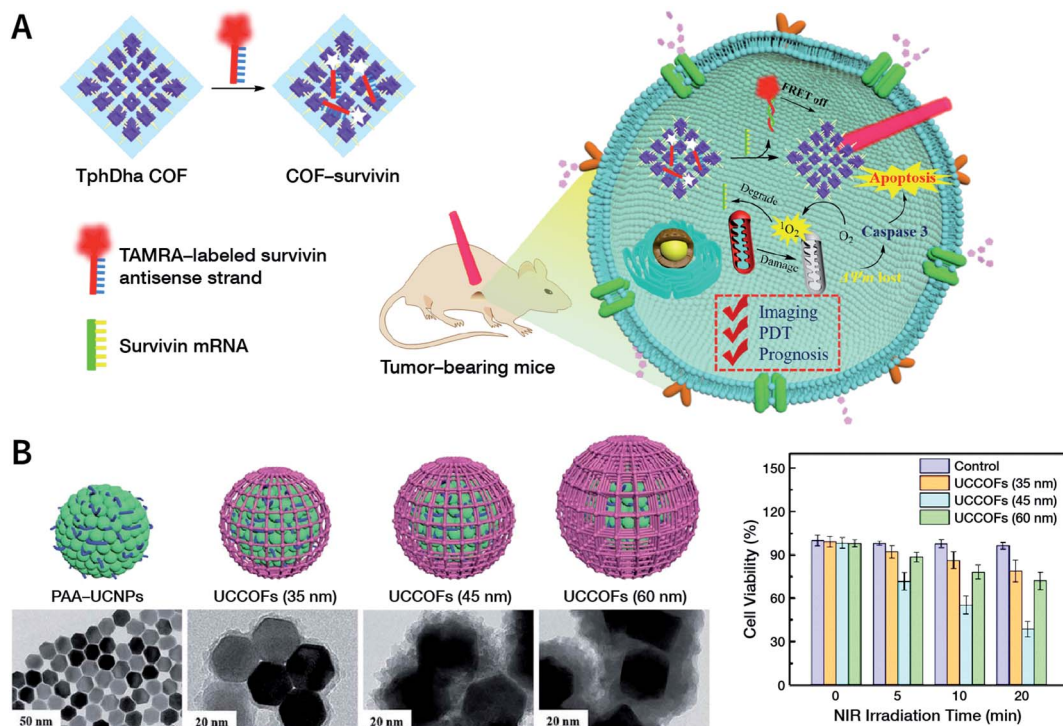 A
TphDha COF
COF–survivin
TAMRA–labeled survivin
antisense strand
Survivin mRNA
Tumor–bearing mice
FRET off
Apoptosis
Degrade
¹O₂
O₂
Caspase 3
Damage
ΔΨm lost
Imaging
PDT
Prognosis
B
PAA–UCNPs
UCCOFs (35 nm)
UCCOFs (45 nm)
UCCOFs (60 nm)
50 nm
20 nm
20 nm
20 nm
Cell Viability (%)
150
120
90
60
30
0
Control
UCCOFs (35 nm)
UCCOFs (45 nm)
UCCOFs (60 nm)
0 5 10 20
NIR Irradiation Time (min)